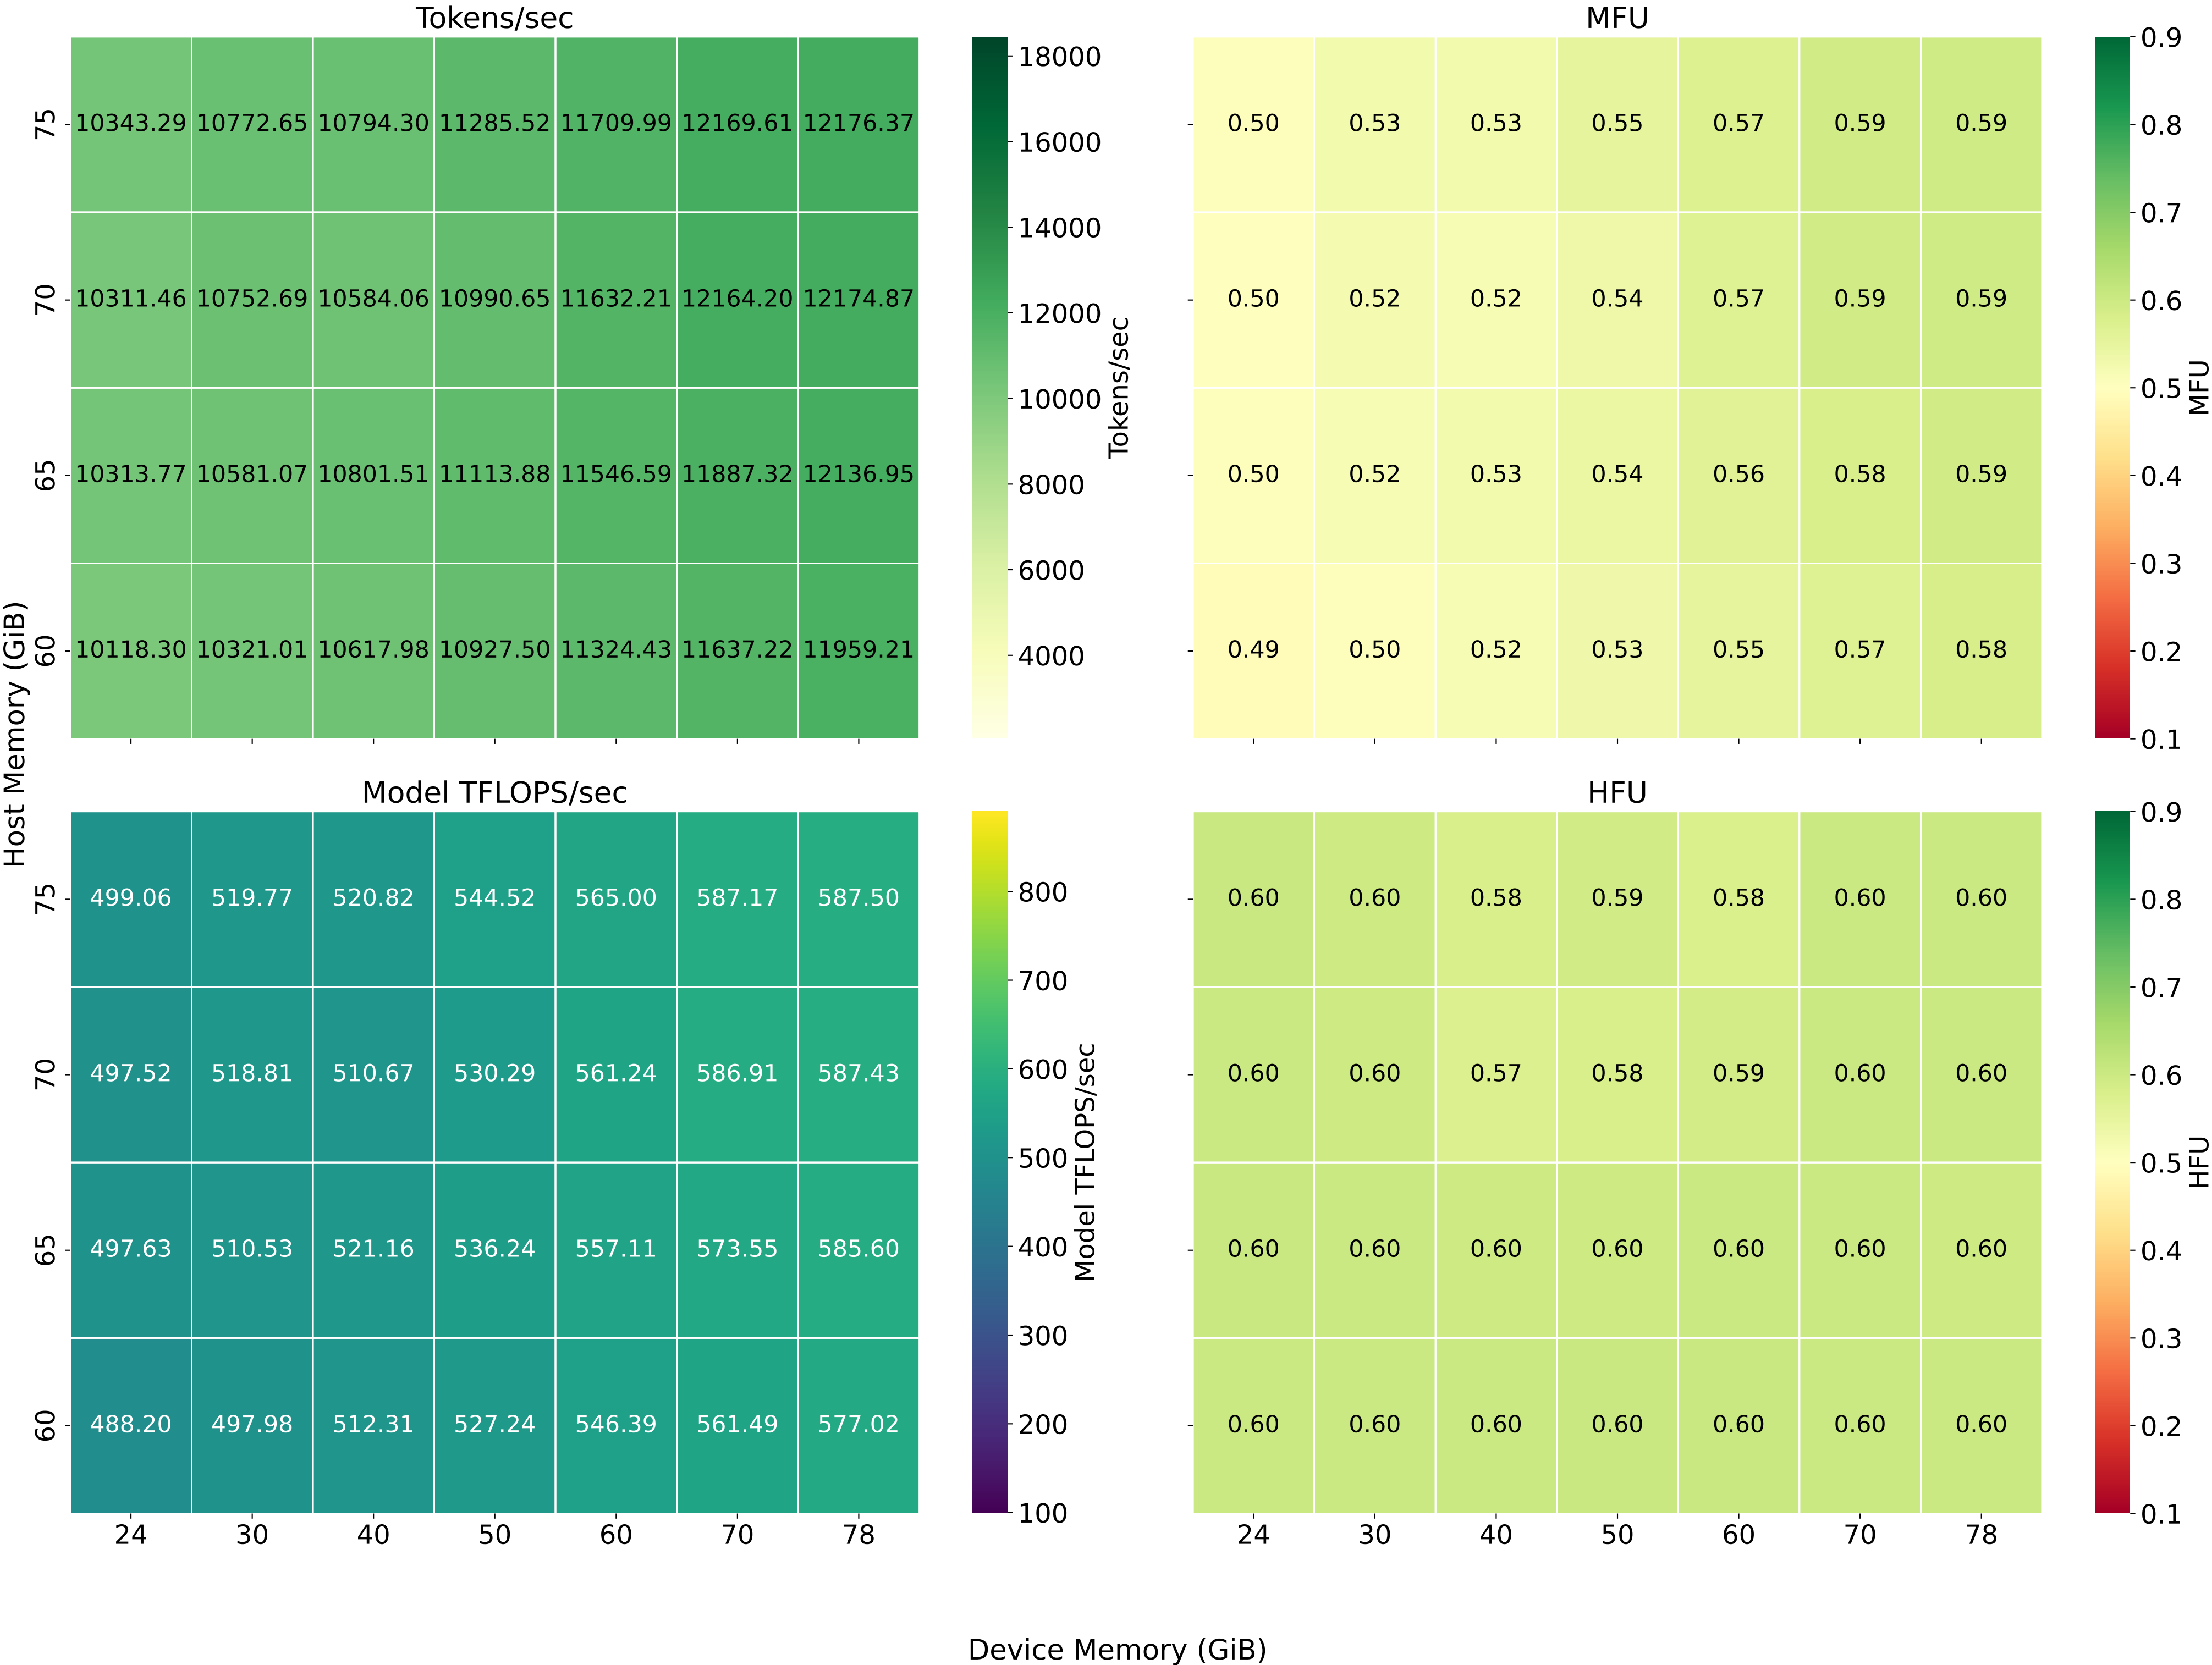 Tokens/sec
75 10343.29 10772.65 10794.30 11285.52 11709.99 12169.61 12176.37
70 10311.46 10752.69 10584.06 10990.65 11632.21 12164.20 12174.87
65 10313.77 10581.07 10801.51 11113.88 11546.59 11887.32 12136.95
60 10118.30 10321.01 10617.98 10927.50 11324.43 11637.22 11959.21
18000
16000
14000
12000
10000
8000
6000
4000
Tokens/sec
MFU
0.50 0.53 0.53 0.55 0.57 0.59 0.59
0.50 0.52 0.52 0.54 0.57 0.59 0.59
0.50 0.52 0.53 0.54 0.56 0.58 0.59
0.49 0.50 0.52 0.53 0.55 0.57 0.58
0.9
0.8
0.7
0.6
0.5
0.4
0.3
0.2
0.1
MFU
Host Memory (GiB)
Model TFLOPS/sec
75 499.06 519.77 520.82 544.52 565.00 587.17 587.50
70 497.52 518.81 510.67 530.29 561.24 586.91 587.43
65 497.63 510.53 521.16 536.24 557.11 573.55 585.60
60 488.20 497.98 512.31 527.24 546.39 561.49 577.02
24 30 40 50 60 70 78
800
700
600
500
400
300
200
100
Model TFLOPS/sec
HFU
0.60 0.60 0.58 0.59 0.58 0.60 0.60
0.60 0.60 0.57 0.58 0.59 0.60 0.60
0.60 0.60 0.60 0.60 0.60 0.60 0.60
0.60 0.60 0.60 0.60 0.60 0.60 0.60
24 30 40 50 60 70 78
0.9
0.8
0.7
0.6
0.5
0.4
0.3
0.2
0.1
HFU
Device Memory (GiB)